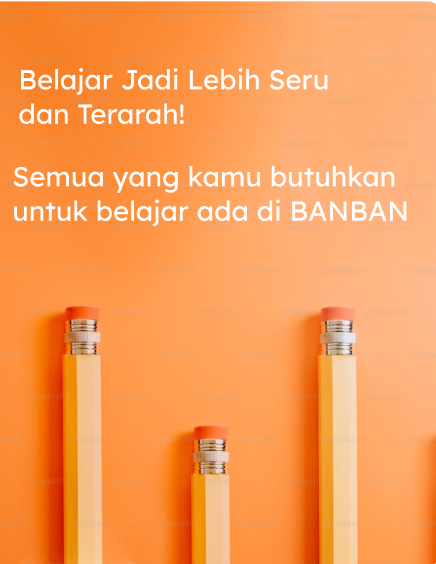 Belajar Jadi Lebih Seru
dan Terarah!
Semua yang kamu butuhkan
untuk belajar ada di BANBAN